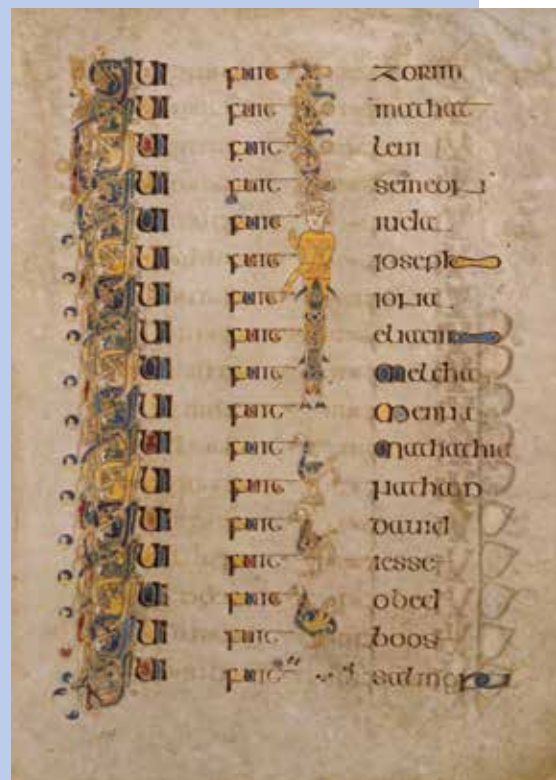 QUI fuit zorim
QUI fuit mathat
QUI fuit leui
QUI fuit semeon
QUI fuit iuda
QUI fuit ioseph
QUI fuit iona
QUI fuit eliacim
QUI fuit melcha
QUI fuit menna
QUI fuit mathathia
QUI fuit nathan
QUI fuit dauid
QUI fuit iesse
QUI fuit obed
QUI fuit boos
QUI fuit salmon